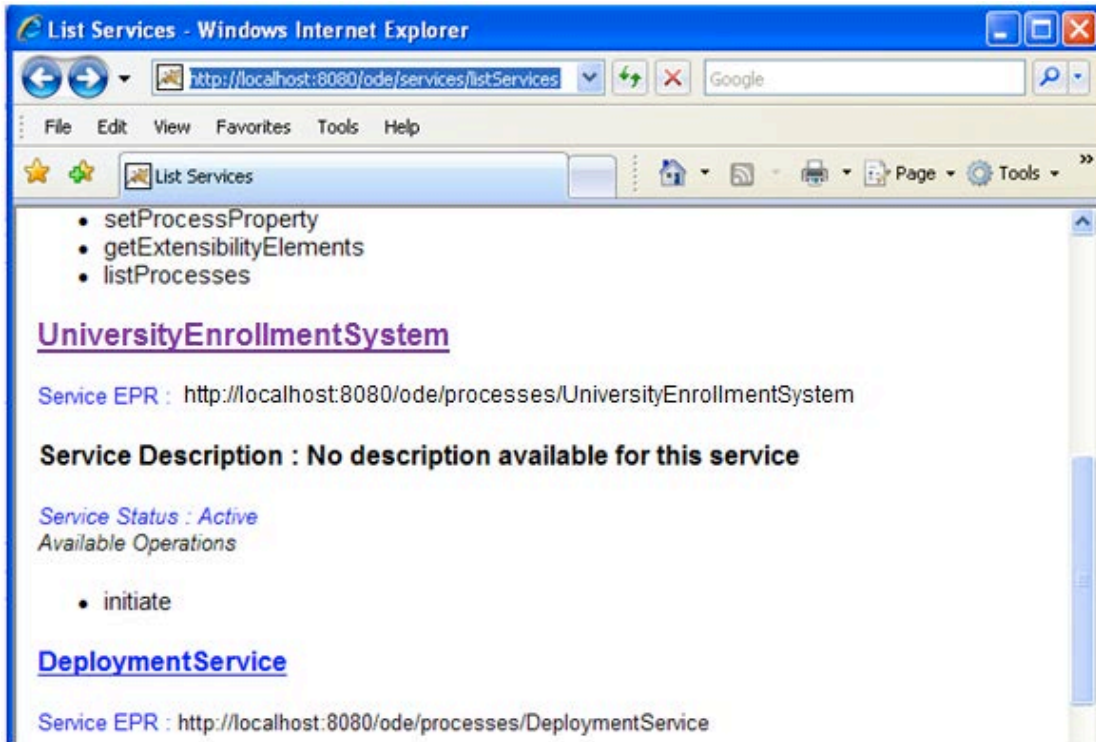 List Services - Windows Internet Explorer
http://localhost:8080/ode/services/listServices
Google
File Edit View Favorites Tools Help
List Services
Page Tools »
• setProcessProperty
• getExtensibilityElements
• listProcesses
UniversityEnrollmentSystem
Service EPR : http://localhost:8080/ode/processes/UniversityEnrollmentSystem
Service Description : No description available for this service
Service Status : Active
Available Operations
• initiate
DeploymentService
Service EPR : http://localhost:8080/ode/processes/DeploymentService